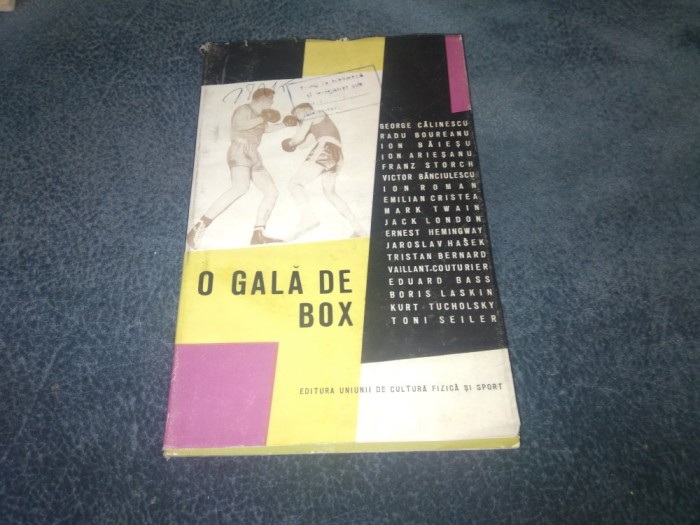 GEORGE CĂLINESCU
RADU BOUREANU
ION BĂIEȘU
ION ARIEȘANU
FRANZ STORCH
VICTOR BĂNCIULESCU
ION ROMAN
EMILIAN CRISTEA
MARK TWAIN
JACK LONDON
ERNEST HEMINGWAY
JAROSLAV HAŠEK
TRISTAN BERNARD
VAILLANT-COUTURIER
EDUARD BASS
BORIS LASKIN
KURT TUCHOLSKY
TONI SEILER
O GALĂ DE
BOX
EDITURA UNIUNII DE CULTURĂ FIZICĂ ȘI SPORT